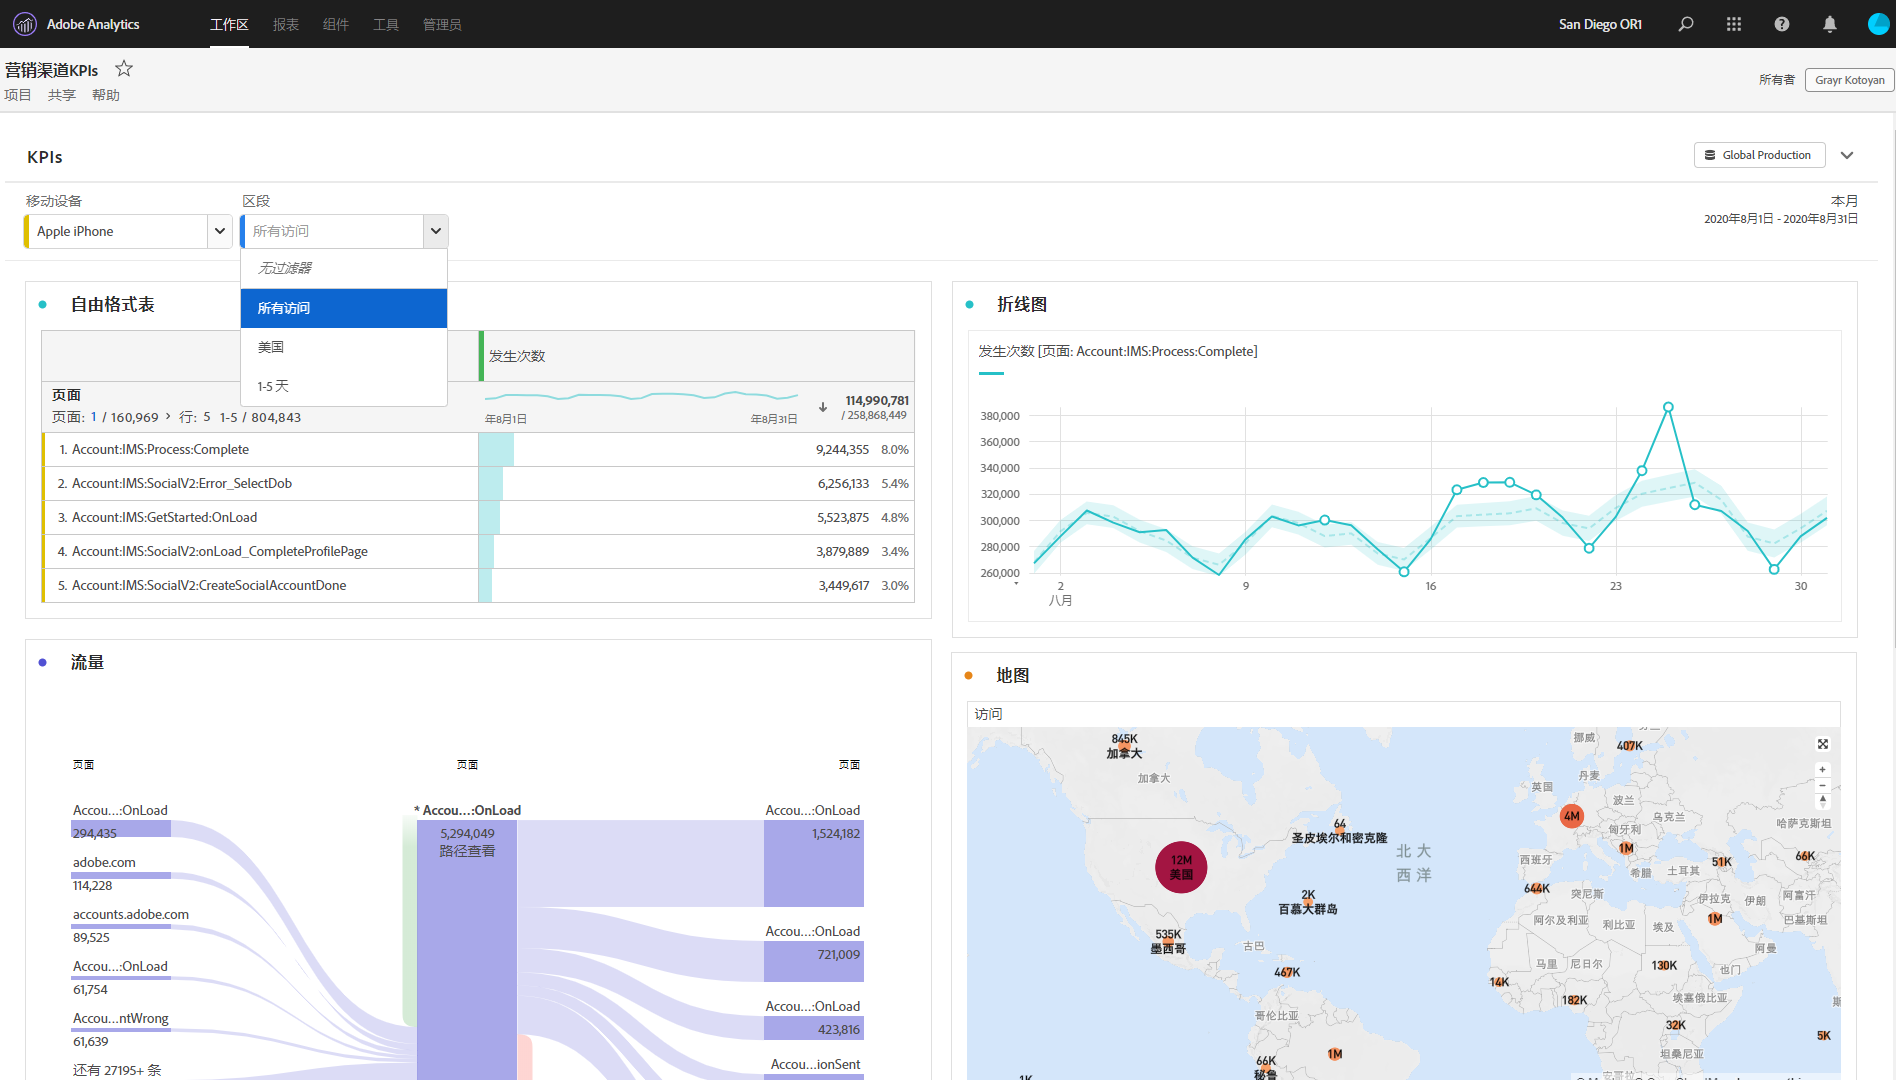 Adobe Analytics 工作区 报表 组件 工具 管理员 San Diego OR1
营销渠道KPIs
项目 共享 帮助
所有者 Grayr Kotoyan
KPIs
Global Production
移动设备
区段
Apple iPhone
所有访问
本月
2020年8月1日 - 2020年8月31日
无过滤器
所有访问
美国
1-5 天
自由格式表
发生次数
页面
页面: 1 / 160,969 > 行: 5 1-5 / 804,843
年8月1日
年8月31日
114,990,781
/ 258,868,449
1. Account:IMS:Process:Complete 9,244,355 8.0%
2. Account:IMS:SocialV2:Error_SelectDob 6,256,133 5.4%
3. Account:IMS:GetStarted:OnLoad 5,523,875 4.8%
4. Account:IMS:SocialV2:onLoad_CompleteProfilePage 3,879,889 3.4%
5. Account:IMS:SocialV2:CreateSocialAccountDone 3,449,617 3.0%
折线图
发生次数 [页面: Account:IMS:Process:Complete]
380,000
360,000
340,000
320,000
300,000
280,000
260,000
2 9 16 23 30
八月
流量
页面 页面 页面
Accou...:OnLoad
294,435
adobe.com
114,228
accounts.adobe.com
89,525
Accou...:OnLoad
61,754
Accou...ntWrong
61,639
还有 27195+ 条
* Accou...:OnLoad
5,294,049
路径查看
Accou...:OnLoad
1,524,182
Accou...:OnLoad
721,009
Accou...:OnLoad
423,816
Accou...ionSent
地图
访问
845K
加拿大
加拿大
挪威
407K
丹麦
英国
波兰
4M
乌克兰
匈牙利
哈萨克斯坦
64
圣皮埃尔和密克隆
北 大
西 洋
12M
美国
1M
西班牙
希腊
土耳其
51K
66K
644K
突尼斯
2K
百慕大群岛
伊拉克
伊朗
阿富汗
1M
巴基斯坦
阿尔及利亚
利比亚
埃及
535K
墨西哥
古巴
阿曼
467K
马里
尼日尔
130K
也门
14K
182K
埃塞俄比亚
斯
哥伦比亚
32K
5K
66K
秘鲁
1M
坦桑尼亚
1K